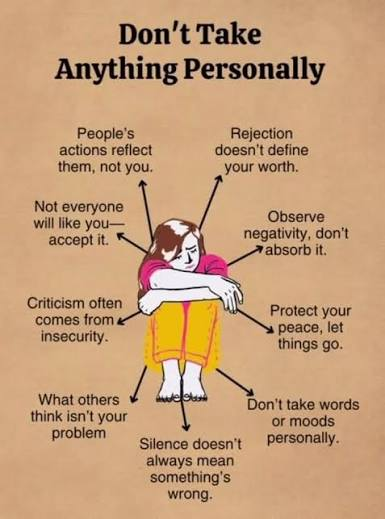 Don't Take
Anything Personally
People's
actions reflect
them, not you.
Rejection
doesn't define
your worth.
Not everyone
will like you—
accept it.
Observe
negativity, don't
absorb it.
Criticism often
comes from
insecurity.
Protect your
peace, let
things go.
What others
think isn't your
problem
Don't take words
or moods
personally.
Silence doesn't
always mean
something's
wrong.